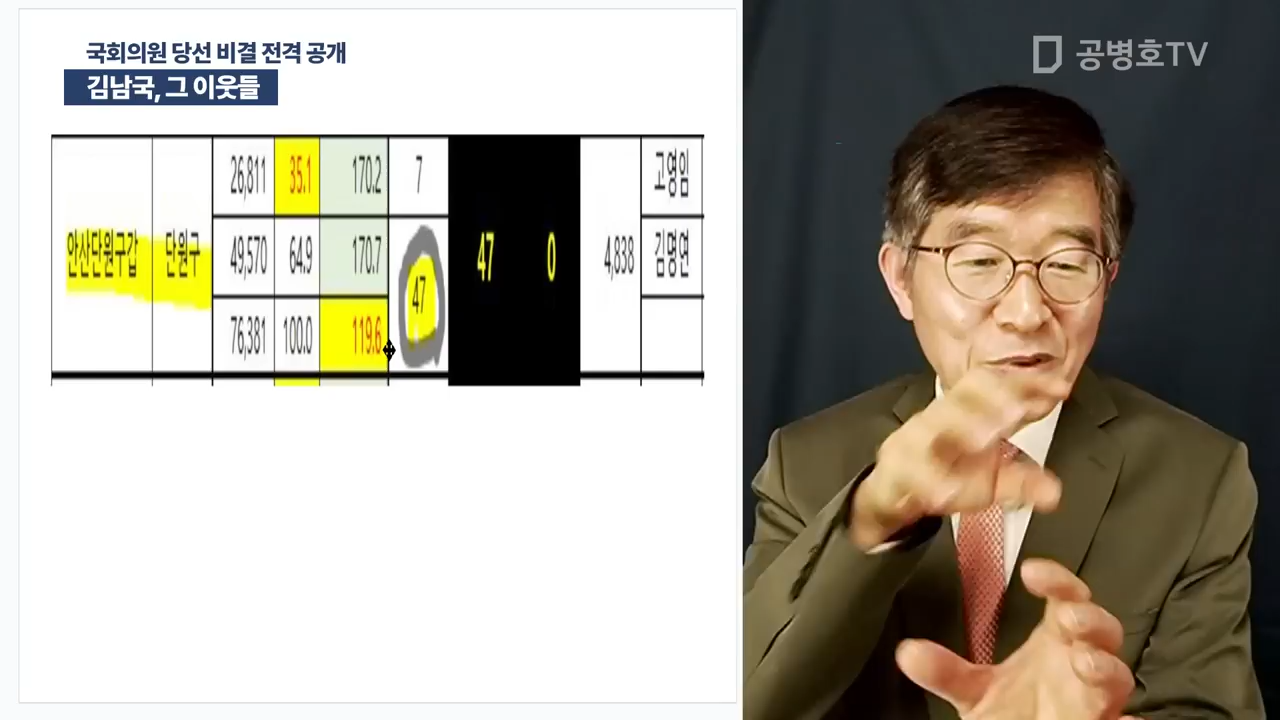 국회의원 당선 비결 전격 공개
김남국, 그 이웃들
공병호TV
26,811 35.1 170.2 7 고영임
안산단원구갑 단원구 49,570 64.9 170.7 47 47 0 4,838 김명연
76,381 100.0 119.6